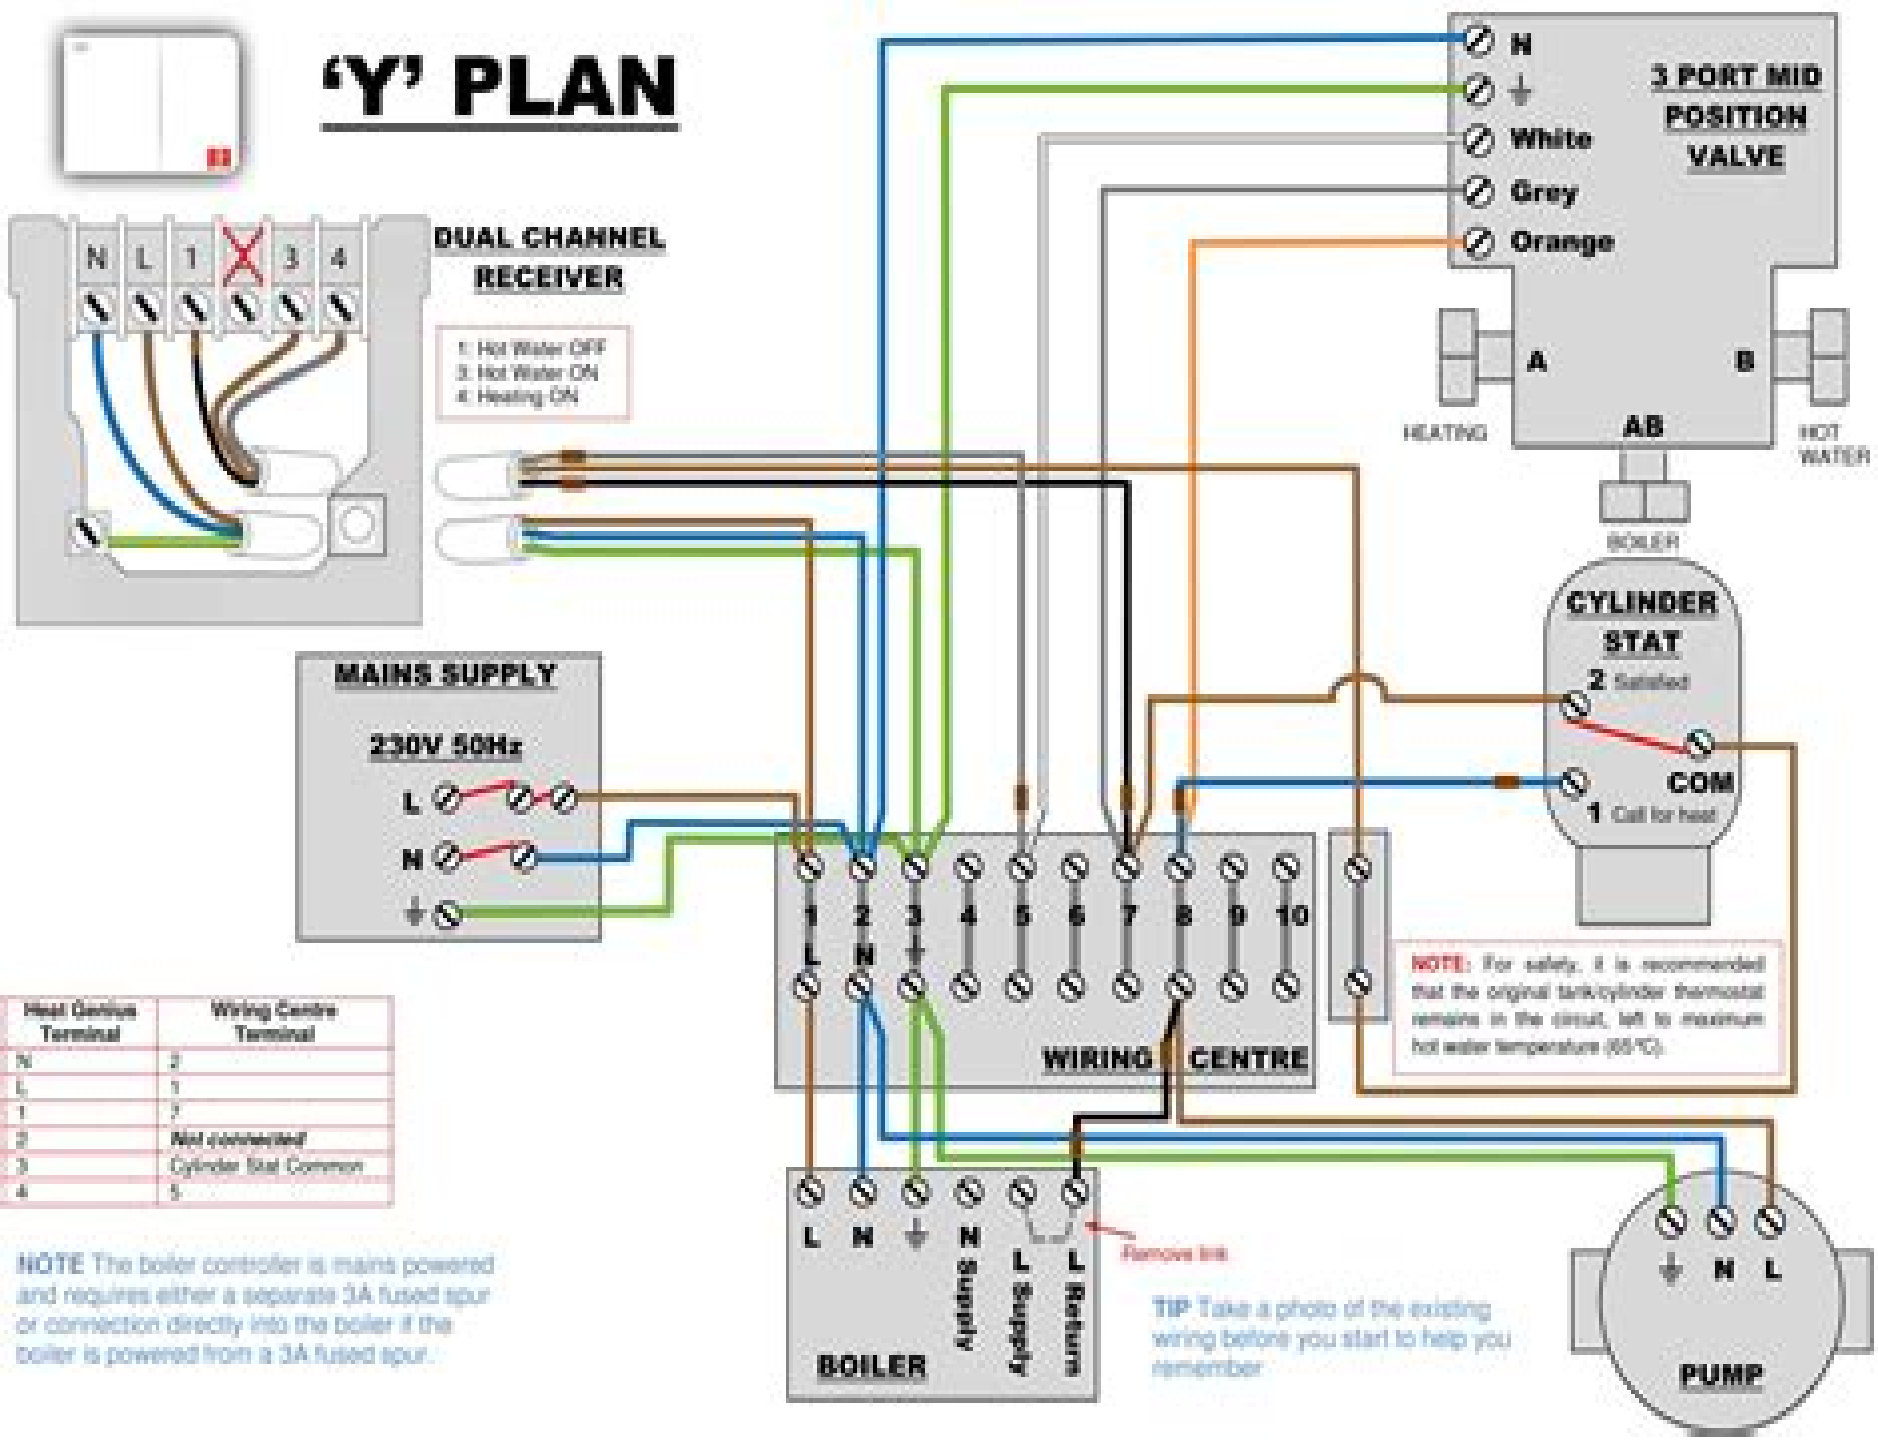 ‘Y’ PLAN
N L 1 3 4
DUAL CHANNEL
RECEIVER
1: Hot Water OFF
3: Hot Water ON
4: Heating ON
N
White
Grey
Orange
3 PORT MID
POSITION
VALVE
A
B
AB
HEATING
HOT
WATER
BOILER
CYLINDER
STAT
2 Satisfied
COM
1 Call for heat
MAINS SUPPLY
230V 50Hz
L
N
1 2 3 4 5 6 7 8 9 10
L N
WIRING CENTRE
NOTE: For safety, it is recommended
that the original tank/cylinder thermostat
remains in the circuit, left to maximum
hot water temperature (65°C).
Heat Genius Terminal Wiring Centre Terminal
N 2
L 1
1 7
2 Not connected
3 Cylinder Stat Common
4 5
NOTE The boiler controller is mains powered
and requires either a separate 3A fused spur
or connection directly into the boiler if the
boiler is powered from a 3A fused spur.
L N N Supply L Supply L Return
Remove link
BOILER
TIP Take a photo of the existing
wiring before you start to help you
remember
N L
PUMP